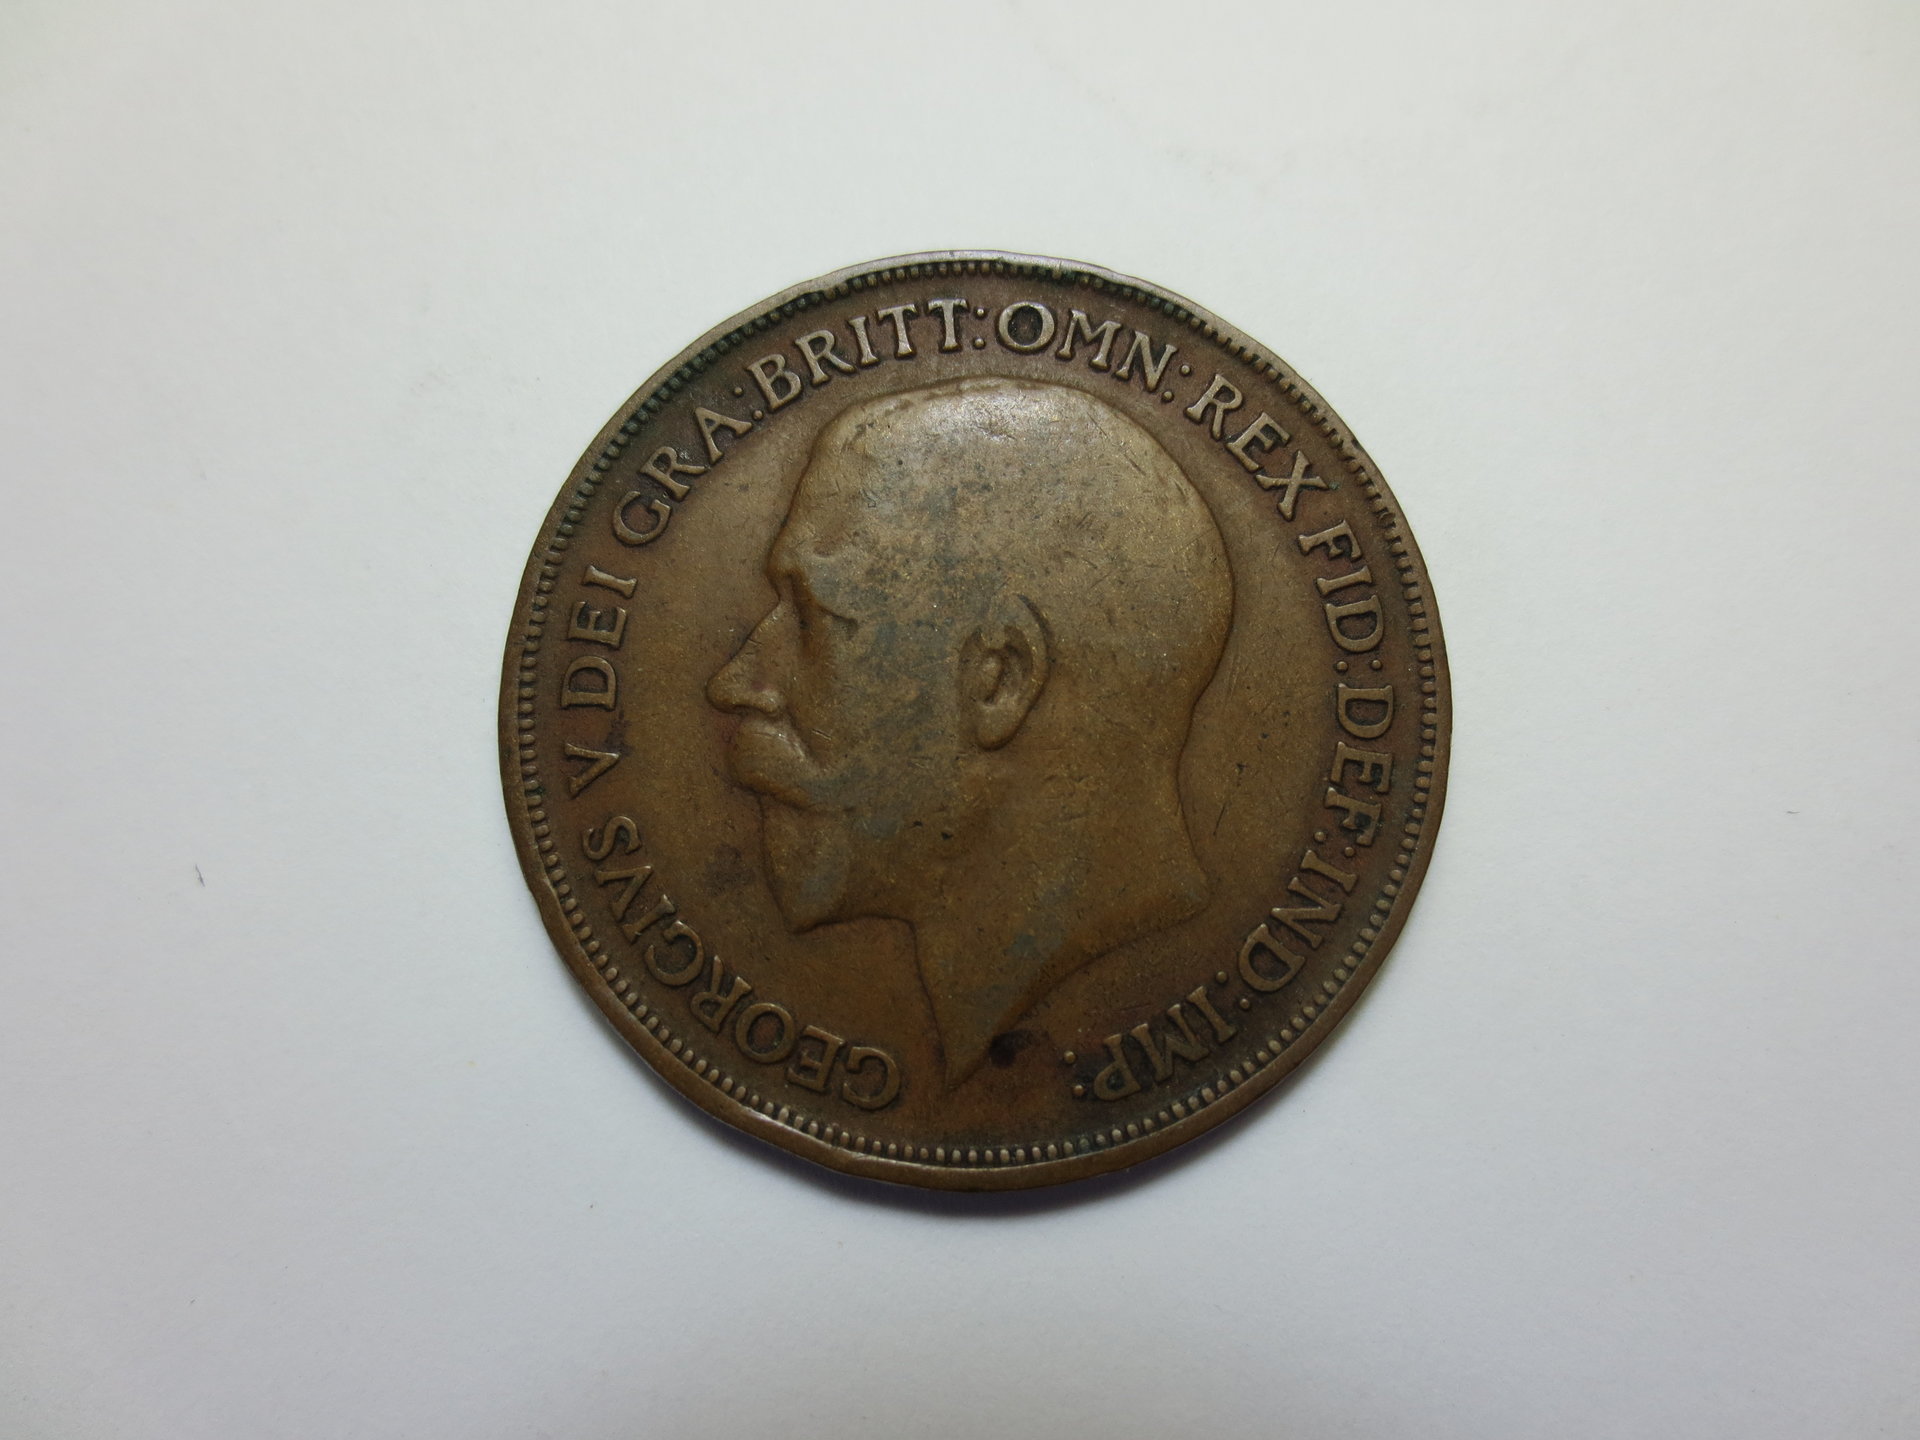 GEORGIVS V DEI GRA: BRITT: OMN: REX FID: DEF: IND: IMP: